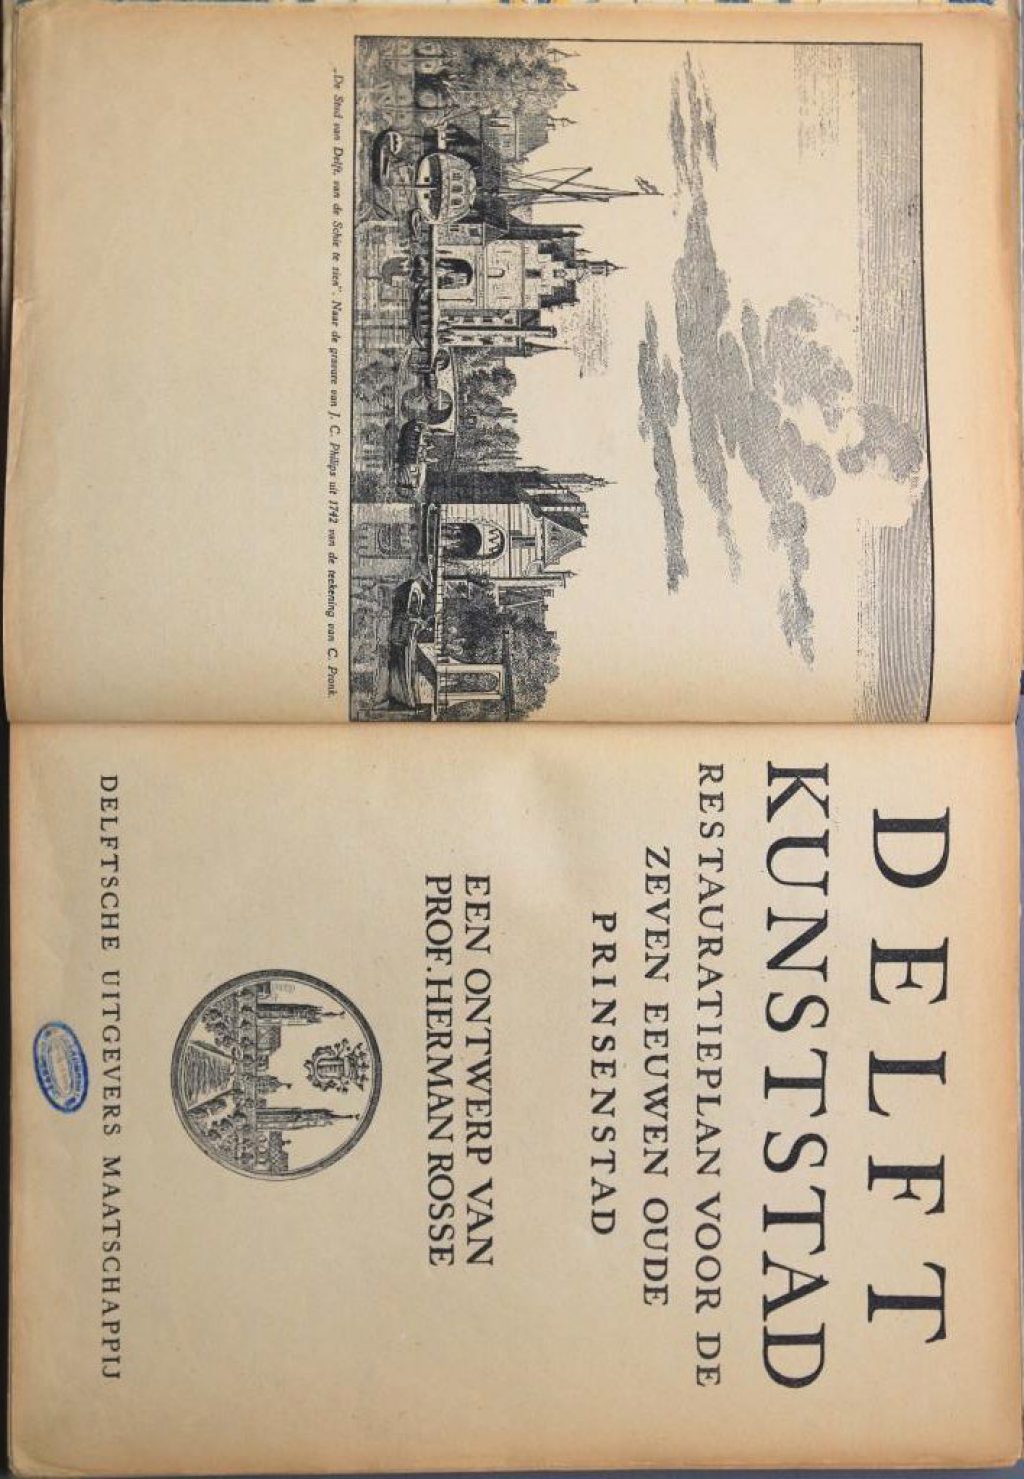 „De Stad van Delft, van de Schie te zien". Naar de gravure van J. C. Philips uit 1742 van de teekening van C. Pronk.
DELFT
KUNSTSTAD
RESTAURATIEPLAN VOOR DE
ZEVEN EEUWEN OUDE
PRINSENSTAD
EEN ONTWERP VAN
PROF. HERMAN ROSSE
DELFTSCHE UITGEVERS MAATSCHAPPIJ